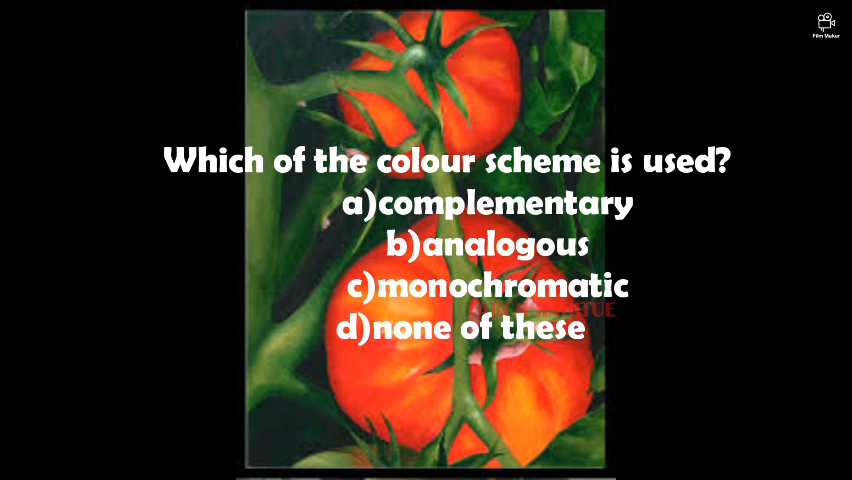 Film Maker
Which of the colour scheme is used?
a)complementary
b)analogous
c)monochromatic
d)none of these